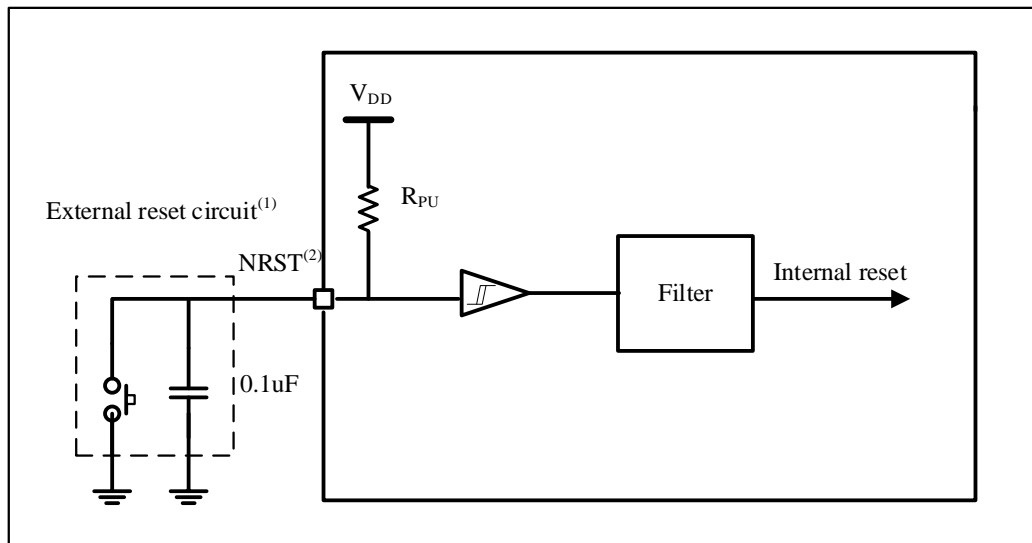 V_DD
R_PU
External reset circuit^(1)
NRST^(2)
Filter
Internal reset
0.1uF